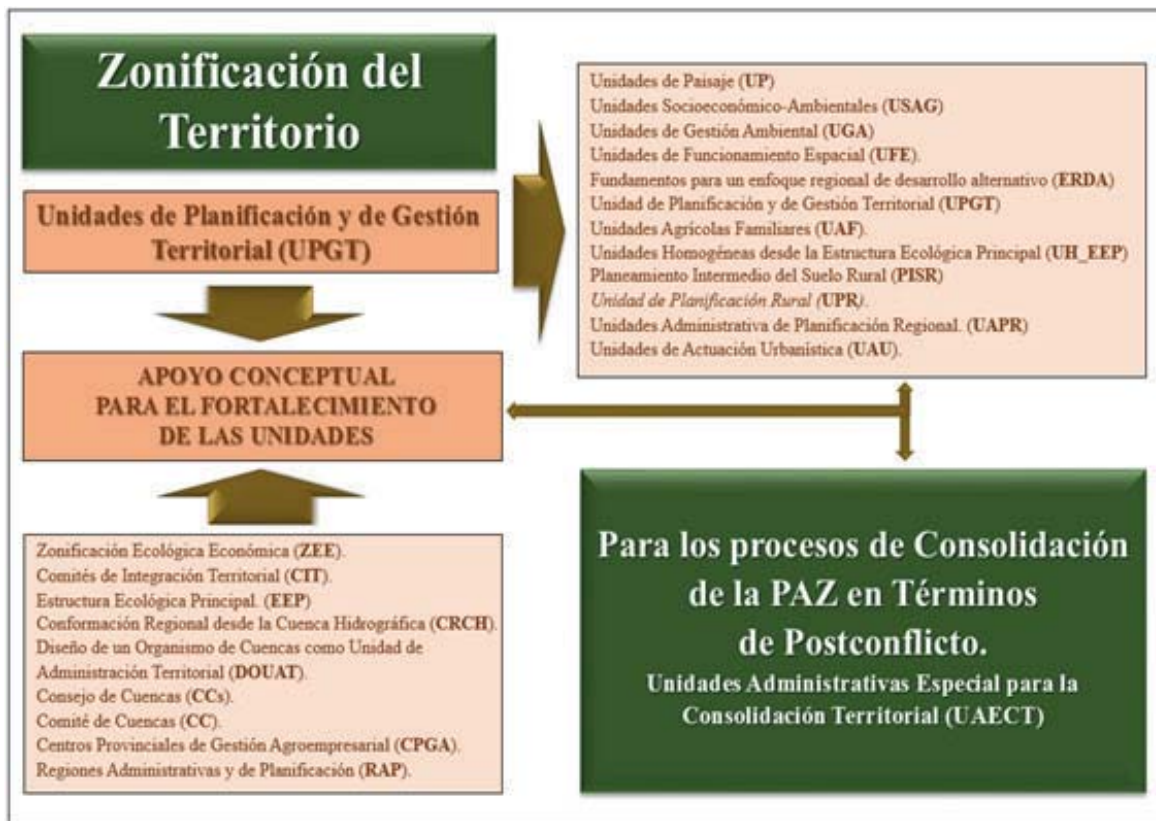 Zonificación del
Territorio
Unidades de Planificación y de Gestión
Territorial (UPGT)
APOYO CONCEPTUAL
PARA EL FORTALECIMIENTO
DE LAS UNIDADES
Zonificación Ecológica Económica (ZEE).
Comités de Integración Territorial (CIT).
Estructura Ecológica Principal. (EEP)
Conformación Regional desde la Cuenca Hidrográfica (CRCH).
Diseño de un Organismo de Cuencas como Unidad de
Administración Territorial (DOUAT).
Consejo de Cuencas (CCs).
Comité de Cuencas (CC).
Centros Provinciales de Gestión Agroempresarial (CPGA).
Regiones Administrativas y de Planificación (RAP).
Unidades de Paisaje (UP)
Unidades Socioeconómico-Ambientales (USAG)
Unidades de Gestión Ambiental (UGA)
Unidades de Funcionamiento Espacial (UFE).
Fundamentos para un enfoque regional de desarrollo alternativo (ERDA)
Unidad de Planificación y de Gestión Territorial (UPGT)
Unidades Agrícolas Familiares (UAF).
Unidades Homogéneas desde la Estructura Ecológica Principal (UH_EEP)
Planeamiento Intermedio del Suelo Rural (PISR)
Unidad de Planificación Rural (UPR).
Unidades Administrativa de Planificación Regional. (UAPR)
Unidades de Actuación Urbanística (UAU).
Para los procesos de Consolidación
de la PAZ en Términos
de Postconflicto.
Unidades Administrativas Especial para la
Consolidación Territorial (UAECT)